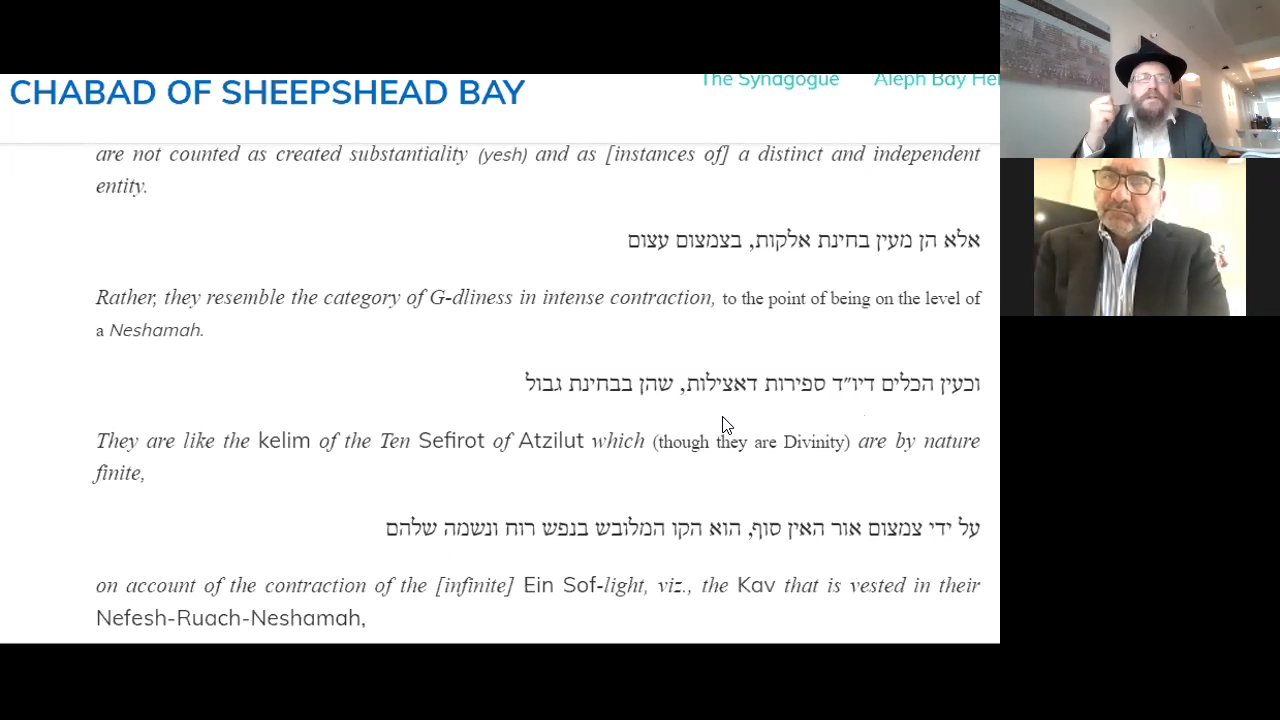 CHABAD OF SHEEPSHEAD BAY
The Synagogue Aleph Bay
are not counted as created substantiality (yesh) and as [instances of] a distinct and independent
entity.
אלא הן מעין בחינת אלקות, בצמצום עצום
Rather, they resemble the category of G-dliness in intense contraction, to the point of being on the level of
a Neshamah.
וכעין הכלים דיו״ד ספירות דאצילות, שהן בבחינת גבול
They are like the kelim of the Ten Sefirot of Atzilut which (though they are Divinity) are by nature
finite,
על ידי צמצום אור האין סוף, הוא הקו המלובש בנפש רוח ונשמה שלהם
on account of the contraction of the [infinite] Ein Sof-light, viz., the Kav that is vested in their
Nefesh-Ruach-Neshamah,